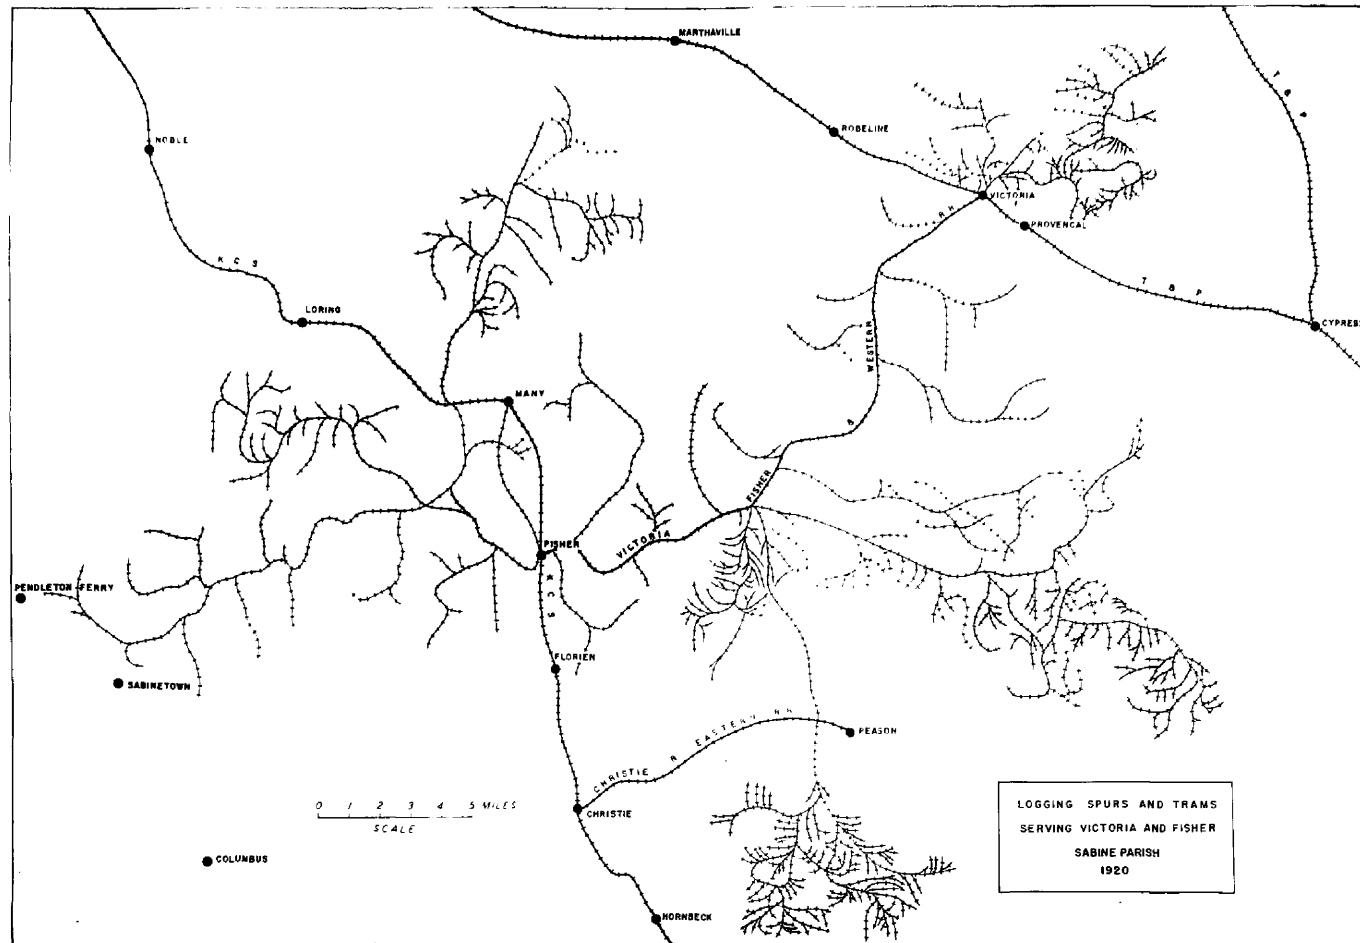 MARTHAVILLE
T & P
NOBLE
ROBELINE
VICTORIA
PROVENCAL
R.R.
K C S
T & P
LORING
CYPRESS
WESTERN
MANY
&
FISHER
VICTORIA
FISHER
K C S
PENDLETON FERRY
FLORIEN
SABINETOWN
CHRISTIE & EASTERN R.R.
PEASON
0 1 2 3 4 5 MILES
SCALE
CHRISTIE
COLUMBUS
HORNBECK
LOGGING SPURS AND TRAMS
SERVING VICTORIA AND FISHER
SABINE PARISH
1920